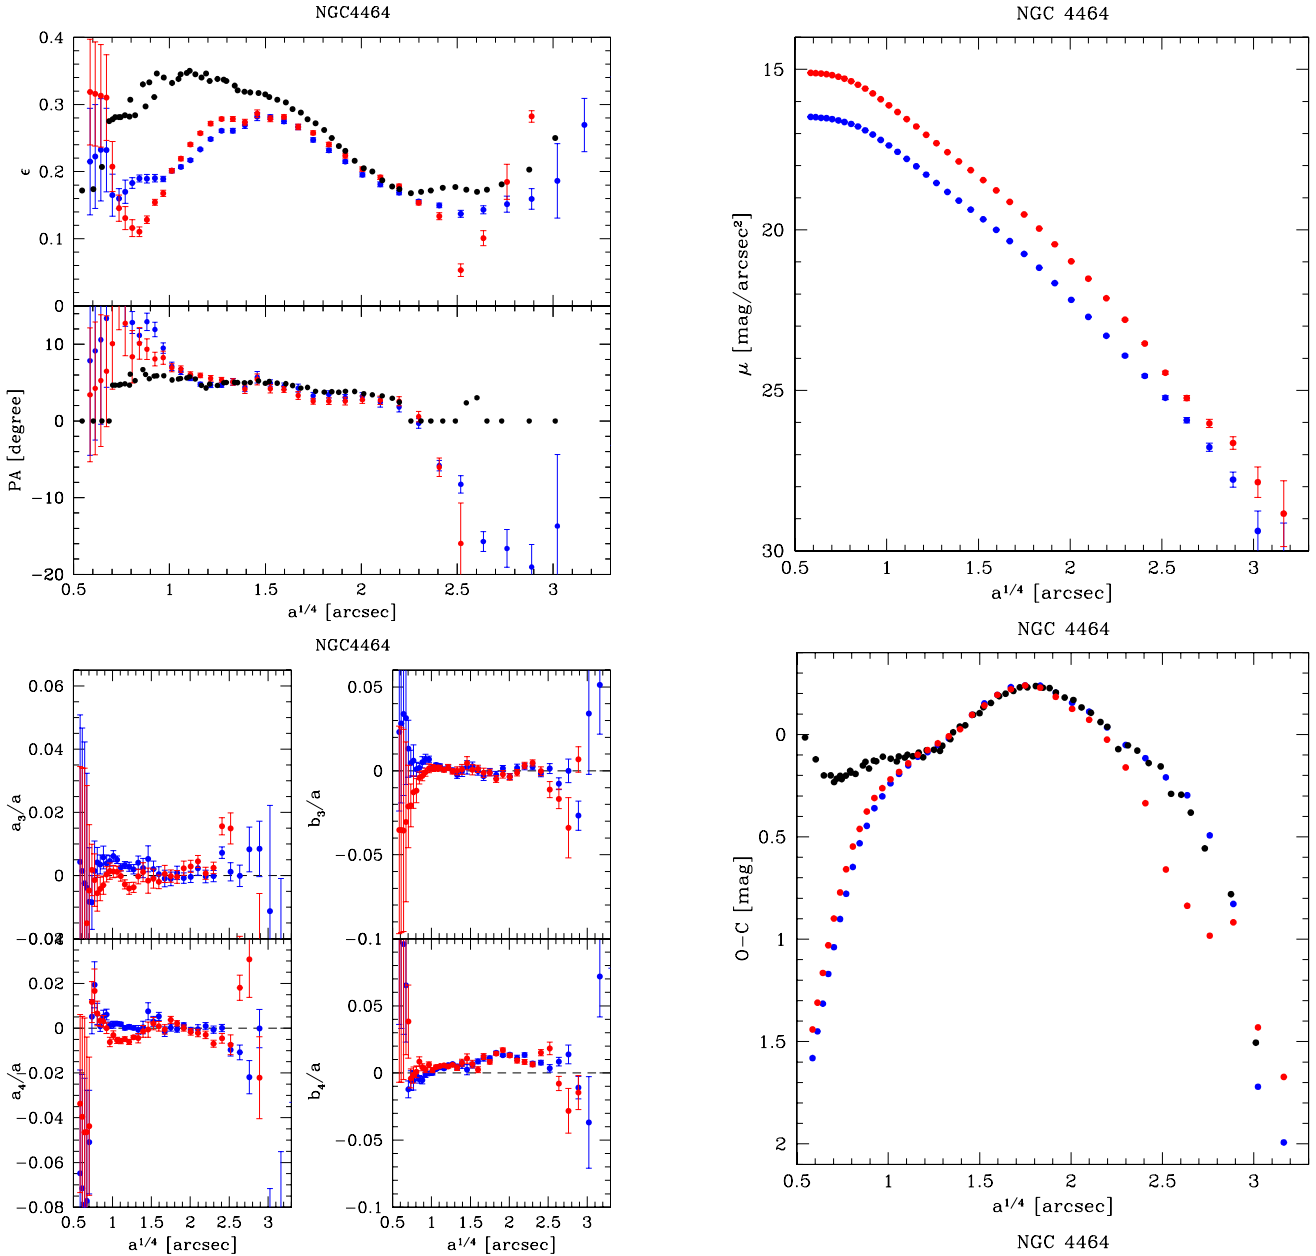 NGC4464
0.4
0.3
0.2
0.1
0
ϵ
10
0
−10
−20
PA [degree]
0.5 1 1.5 2 2.5 3
a1/4 [arcsec]
NGC 4464
15
20
25
30
μ [mag/arcsec²]
0.5 1 1.5 2 2.5 3
a1/4 [arcsec]
NGC4464
0.06
0.04
0.02
0
a₃/a
0.02
0
−0.02
−0.04
−0.06
−0.08
a₄/a
0.5 1 1.5 2 2.5 3
a1/4 [arcsec]
0.05
0
−0.05
−0.1
b₃/a
0.05
0
−0.05
−0.1
b₄/a
0.5 1 1.5 2 2.5 3
a1/4 [arcsec]
NGC 4464
0
0.5
1
1.5
2
O−C [mag]
0.5 1 1.5 2 2.5 3
a1/4 [arcsec]
NGC 4464